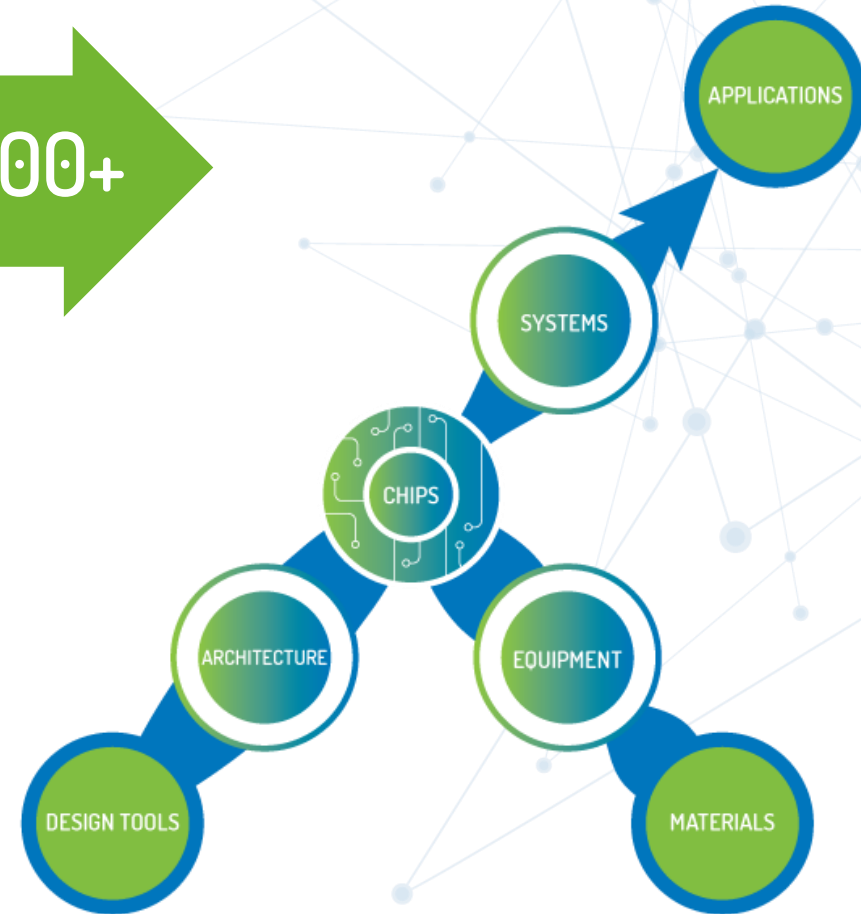 00+
APPLICATIONS
SYSTEMS
CHIPS
ARCHITECTURE
EQUIPMENT
DESIGN TOOLS
MATERIALS